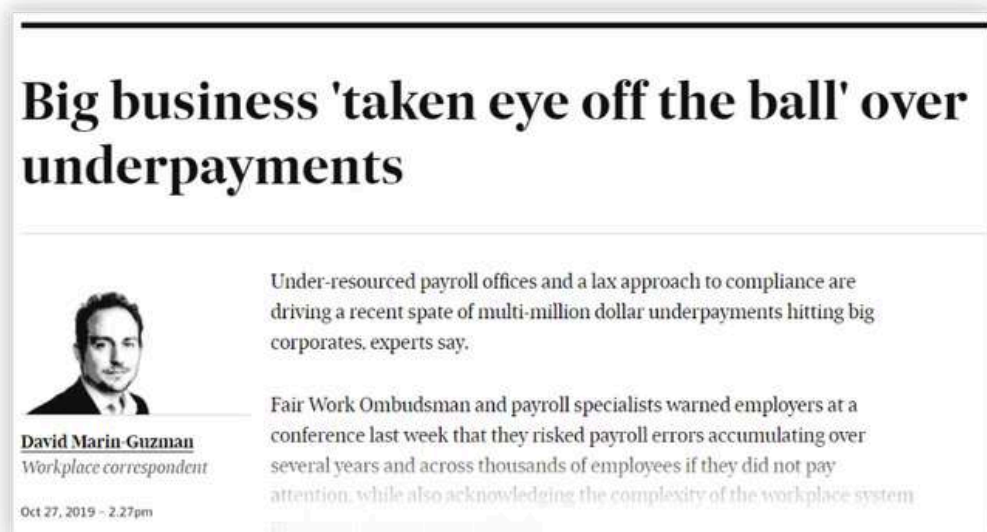 Big business 'taken eye off the ball' over
underpayments
Under-resourced payroll offices and a lax approach to compliance are
driving a recent spate of multi-million dollar underpayments hitting big
corporates, experts say.
Fair Work Ombudsman and payroll specialists warned employers at a
conference last week that they risked payroll errors accumulating over
several years and across thousands of employees if they did not pay
attention, while also acknowledging the complexity of the workplace system
David Marin-Guzman
Workplace correspondent
Oct 27, 2019 – 2.27pm